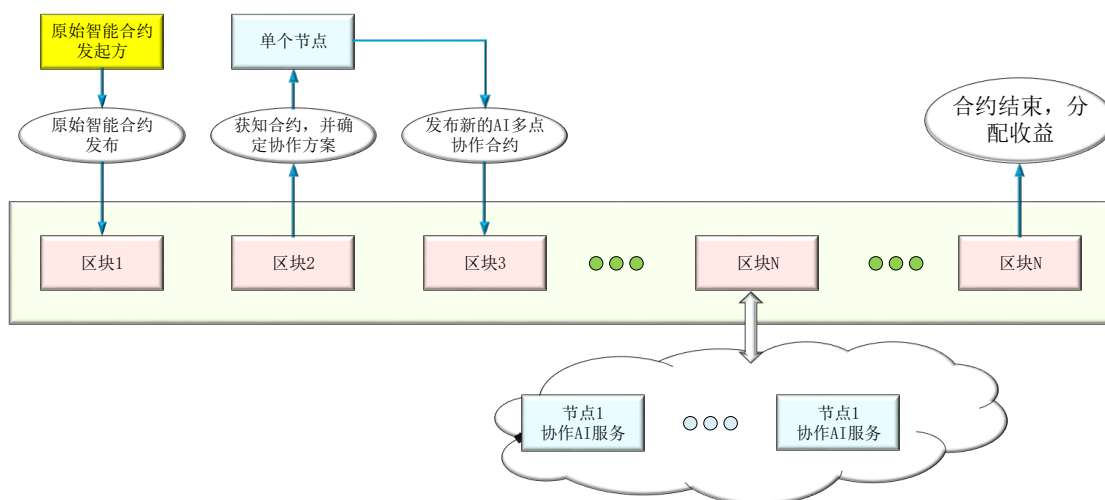 原始智能合约
发起方
单个节点
原始智能合约
发布
获知合约，并确
定协作方案
发布新的AI多点
协作合约
合约结束，分
配收益
区块1
区块2
区块3
区块N
区块N
节点1
协作AI服务
节点1
协作AI服务